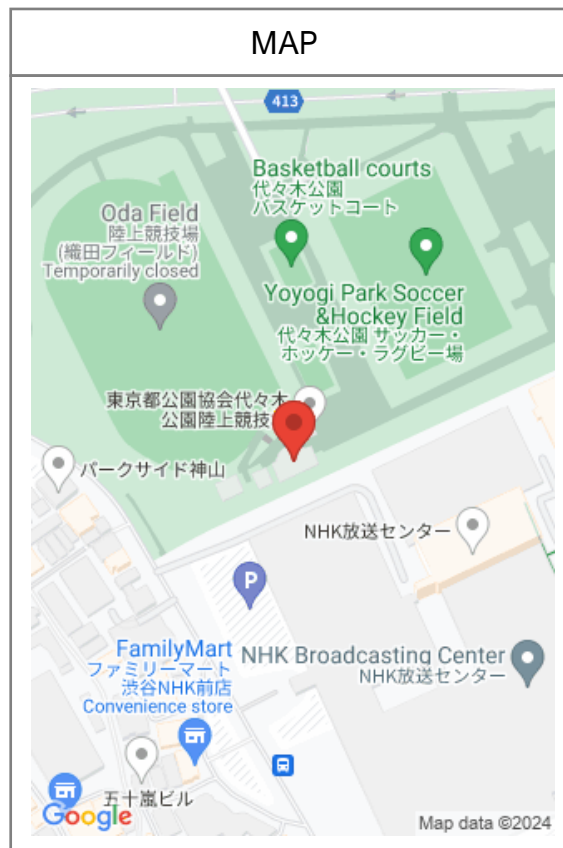 MAP
413
Basketball courts
代々木公園
バスケットコート
Oda Field
陸上競技場
(織田フィールド)
Temporarily closed
Yoyogi Park Soccer
&Hockey Field
代々木公園 サッカー・
ホッケー・ラグビー場
東京都公園協会代々木
公園陸上競技
パークサイド神山
NHK放送センター
P
FamilyMart
ファミリーマート
渋谷NHK前店
Convenience store
NHK Broadcasting Center
NHK放送センター
五十嵐ビル
Google
Map data ©2024